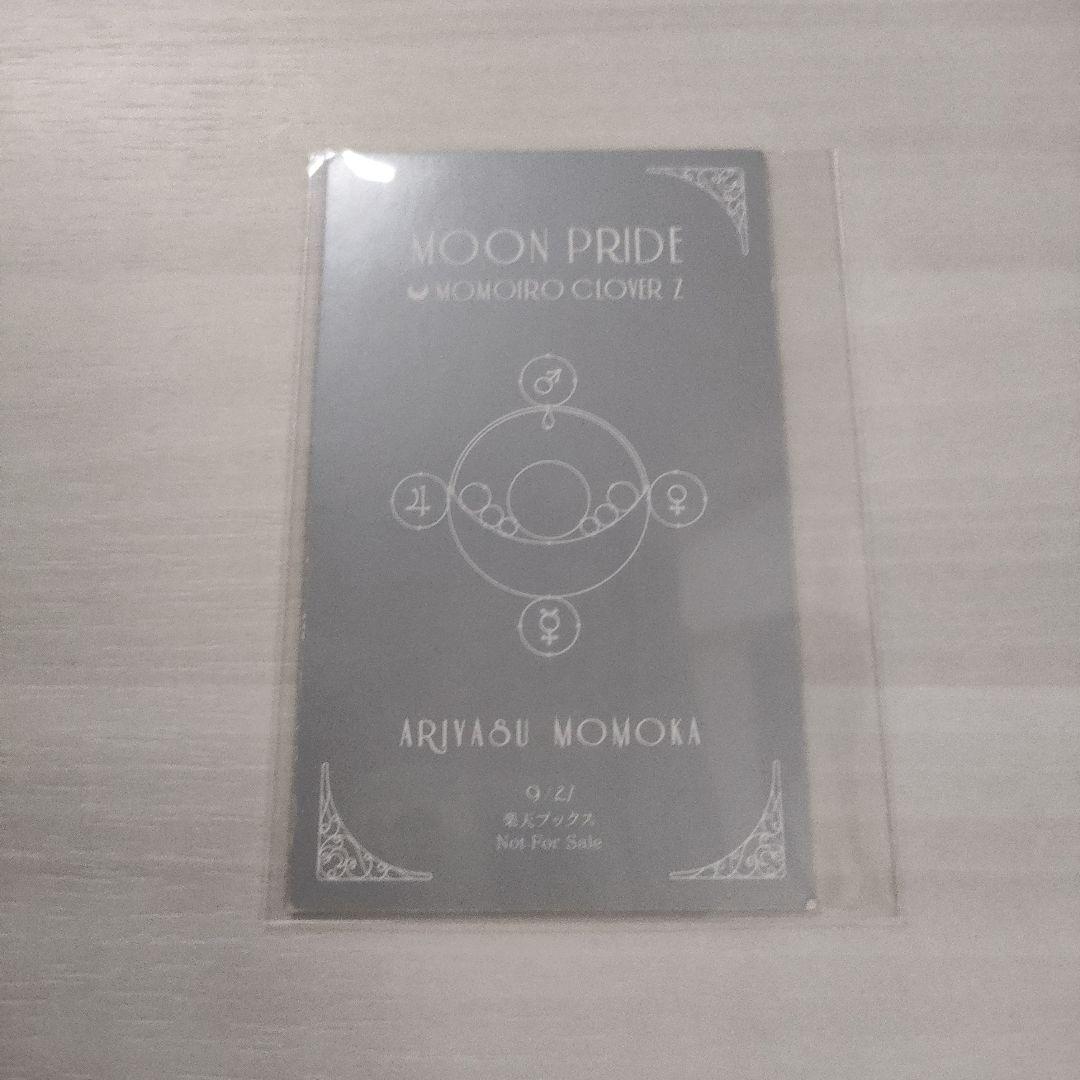 MOON PRIDE
MOMOIRO CLOVER Z
♂
♃
♀
☿
ARIYASU MOMOKA
9/21
楽天ブックス
Not For Sale